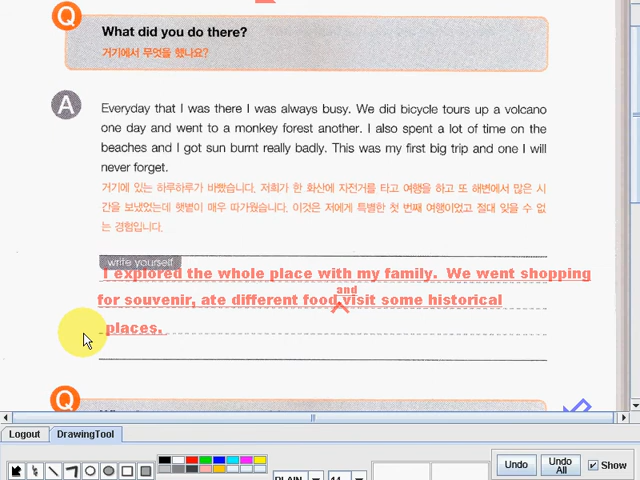 Q
What did you do there?
거기에서 무엇을 했나요?
A
Everyday that I was there I was always busy. We did bicycle tours up a volcano
one day and went to a monkey forest another. I also spent a lot of time on the
beaches and I got sun burnt really badly. This was my first big trip and one I will
never forget.
거기에 있는 하루하루가 바빴습니다. 저희가 한 화산에 자전거를 타고 여행을 하고 또 해변에서 많은 시
간을 보냈었는데 햇볕이 매우 따가웠습니다. 이것은 저에게 특별한 첫 번째 여행이었고 절대 잊을 수 없
는 경험입니다.
write yourself
I explored the whole place with my family. We went shopping
and
for souvenir, ate different food visit some historical
places.
Q
Logout DrawingTool
PLAIN 14 Undo Undo All Show